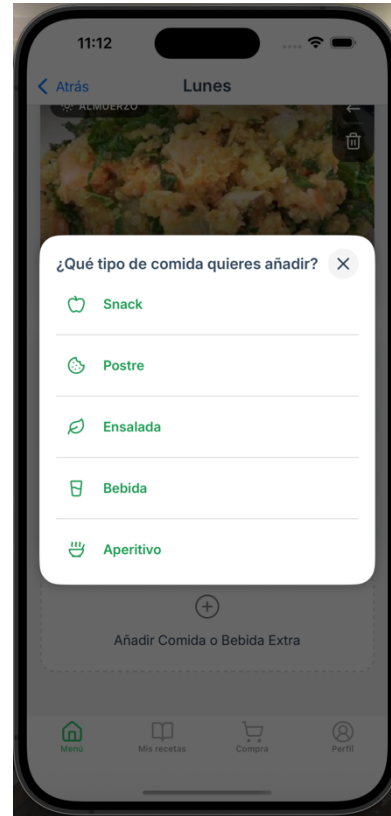 11:12
Atrás
Lunes
ALMUERZO
¿Qué tipo de comida quieres añadir?
Snack
Postre
Ensalada
Bebida
Aperitivo
Añadir Comida o Bebida Extra
Menú
Mis recetas
Compra
Perfil